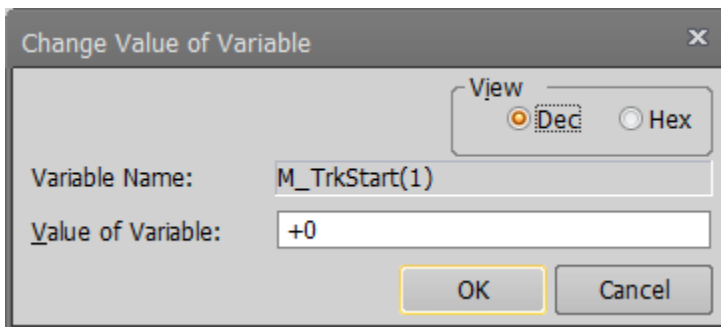 Change Value of Variable
View
Dec Hex
Variable Name: M_TrkStart(1)
Value of Variable: +0
OK Cancel